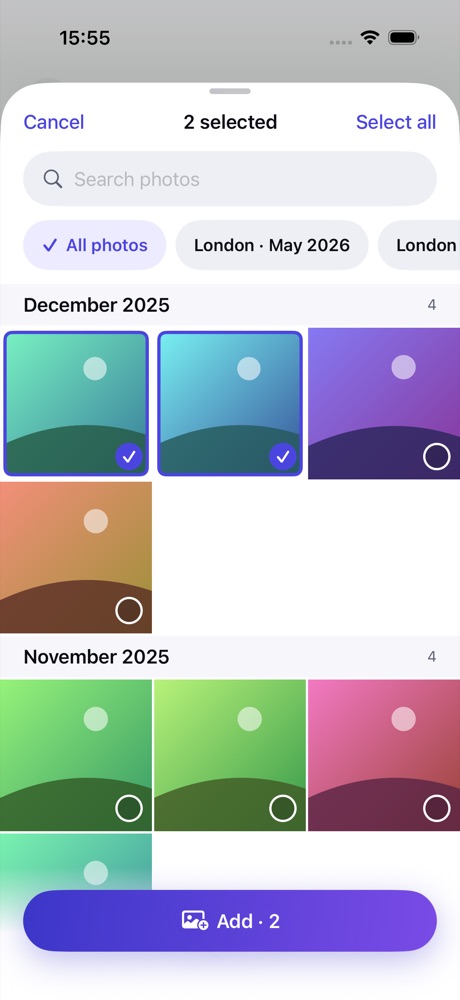 15:55
Cancel
2 selected
Select all
Search photos
All photos
London · May 2026
London
December 2025
4
November 2025
4
Add · 2